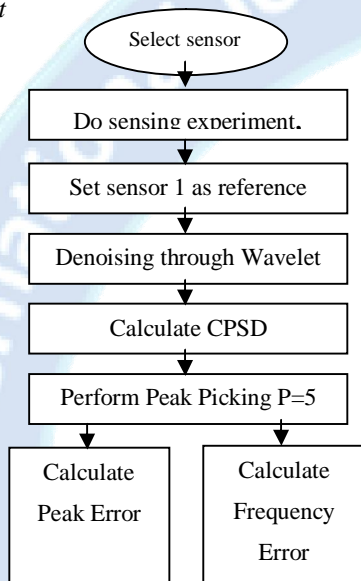 t
Select sensor
Do sensing experiment.
Set sensor 1 as reference
Denoising through Wavelet
Calculate CPSD
Perform Peak Picking P=5
Calculate
Peak Error
Calculate
Frequency
Error